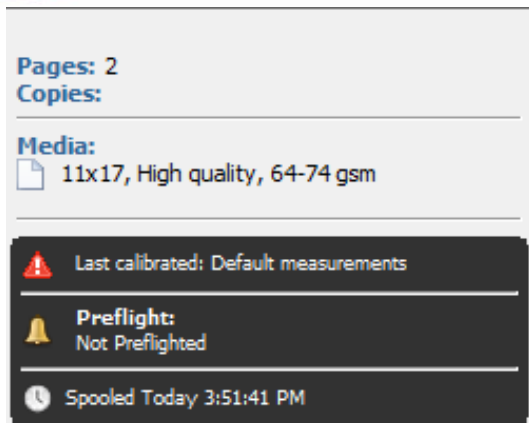 Pages: 2
Copies:
Media:
11x17, High quality, 64-74 gsm
Last calibrated: Default measurements
Preflight:
Not Preflighted
Spooled Today 3:51:41 PM